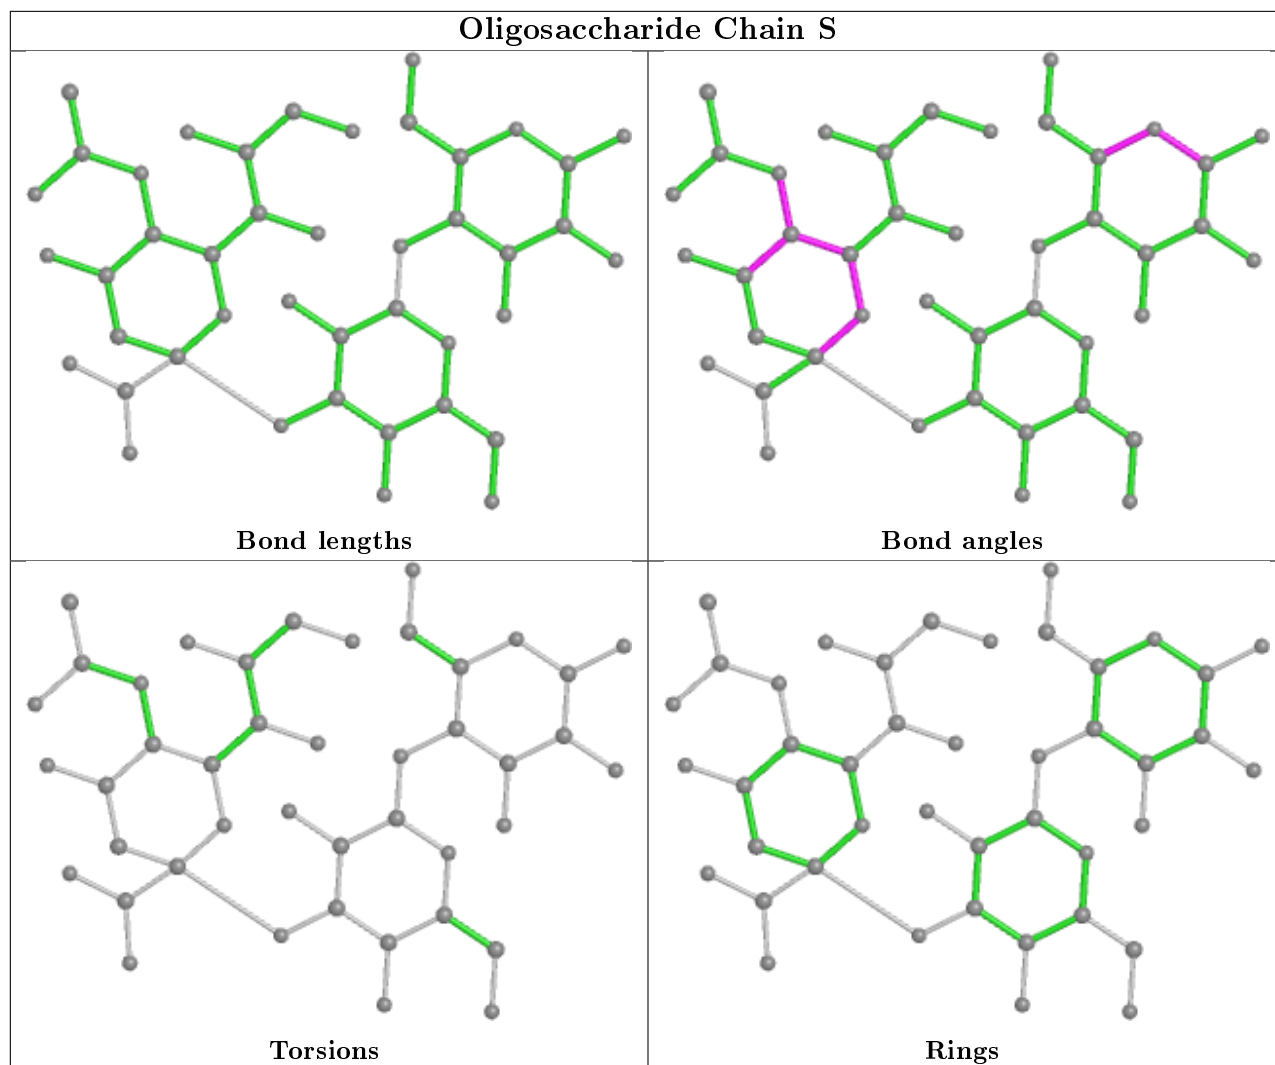 Oligosaccharide Chain S
Bond lengths
Bond angles
Torsions
Rings